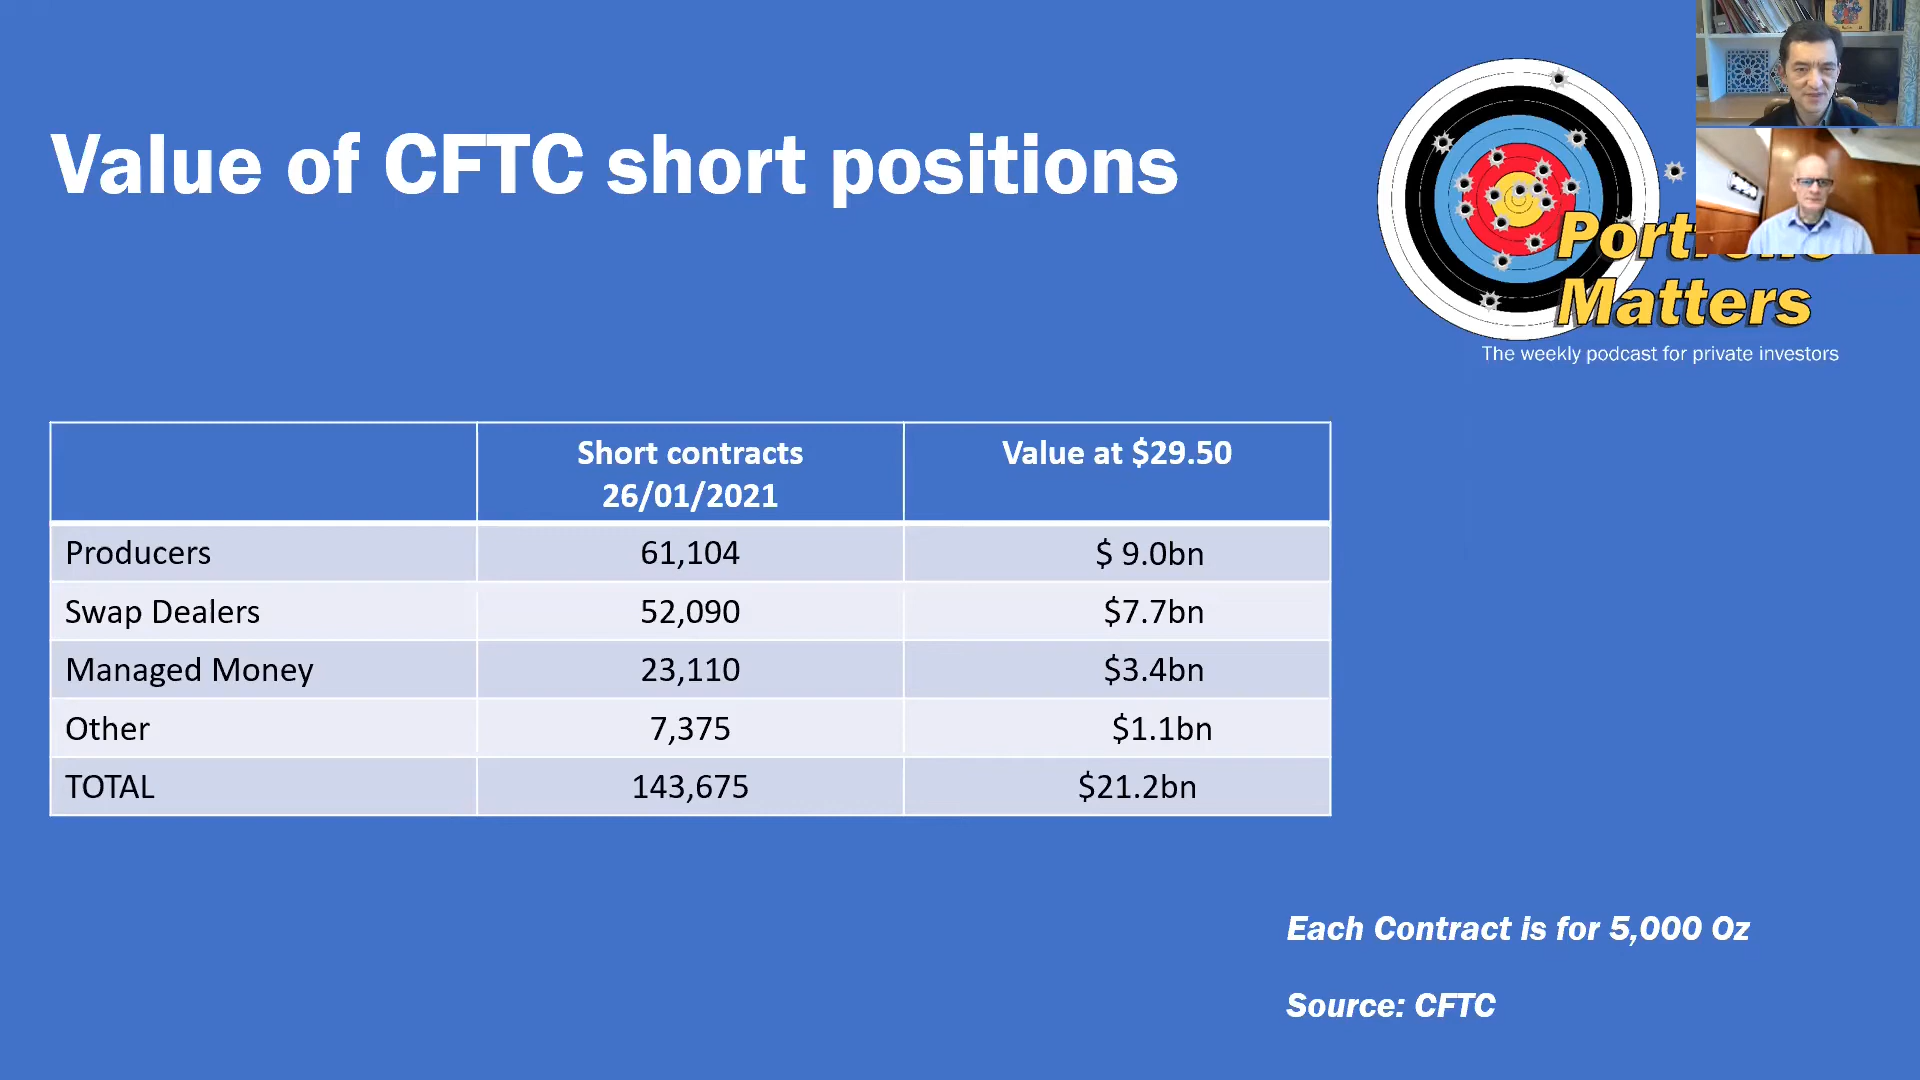 Value of CFTC short positions
Matters
The weekly podcast for private investors
Short contracts Value at $29.50
26/01/2021
Producers 61,104 $ 9.0bn
Swap Dealers 52,090 $7.7bn
Managed Money 23,110 $3.4bn
Other 7,375 $1.1bn
TOTAL 143,675 $21.2bn
Each Contract is for 5,000 Oz
Source: CFTC